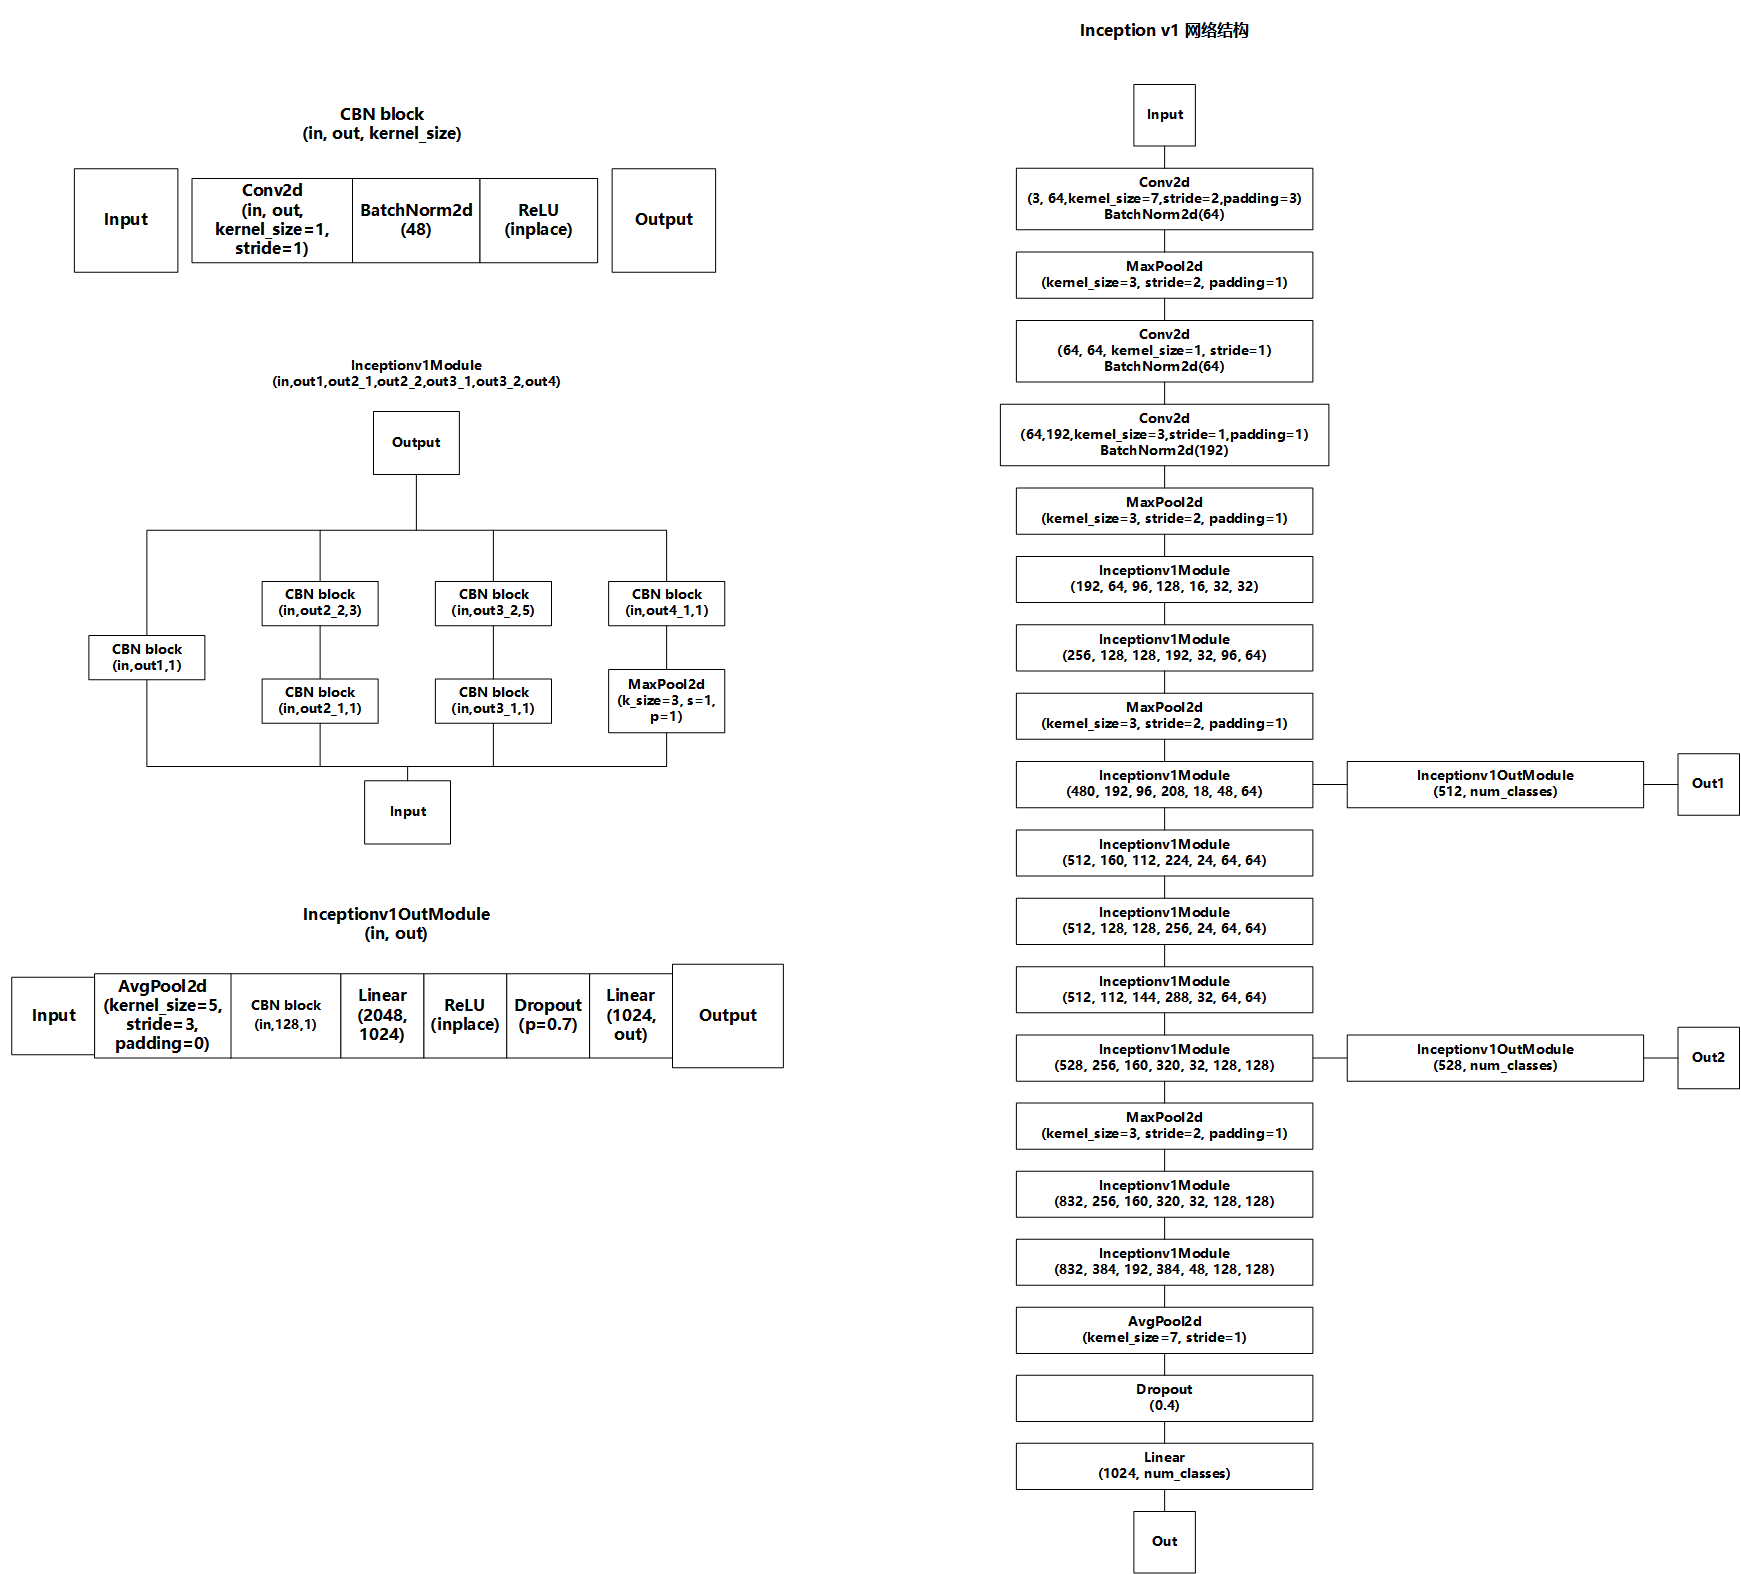 Inception v1 网络结构
CBN block
(in, out, kernel_size)
Input
Conv2d
(in, out,
kernel_size=1,
stride=1)
BatchNorm2d
(48)
ReLU
(inplace)
Output
Inceptionv1Module
(in,out1,out2_1,out2_2,out3_1,out3_2,out4)
Output
CBN block
(in,out1,1)
CBN block
(in,out2_2,3)
CBN block
(in,out2_1,1)
CBN block
(in,out3_2,5)
CBN block
(in,out3_1,1)
CBN block
(in,out4_1,1)
MaxPool2d
(k_size=3, s=1,
p=1)
Input
Inceptionv1OutModule
(in, out)
Input
AvgPool2d
(kernel_size=5,
stride=3,
padding=0)
CBN block
(in,128,1)
Linear
(2048,
1024)
ReLU
(inplace)
Dropout
(p=0.7)
Linear
(1024,
out)
Output
Input
Conv2d
(3, 64,kernel_size=7,stride=2,padding=3)
BatchNorm2d(64)
MaxPool2d
(kernel_size=3, stride=2, padding=1)
Conv2d
(64, 64, kernel_size=1, stride=1)
BatchNorm2d(64)
Conv2d
(64,192,kernel_size=3,stride=1,padding=1)
BatchNorm2d(192)
MaxPool2d
(kernel_size=3, stride=2, padding=1)
Inceptionv1Module
(192, 64, 96, 128, 16, 32, 32)
Inceptionv1Module
(256, 128, 128, 192, 32, 96, 64)
MaxPool2d
(kernel_size=3, stride=2, padding=1)
Inceptionv1Module
(480, 192, 96, 208, 18, 48, 64)
Inceptionv1OutModule
(512, num_classes)
Out1
Inceptionv1Module
(512, 160, 112, 224, 24, 64, 64)
Inceptionv1Module
(512, 128, 128, 256, 24, 64, 64)
Inceptionv1Module
(512, 112, 144, 288, 32, 64, 64)
Inceptionv1Module
(528, 256, 160, 320, 32, 128, 128)
Inceptionv1OutModule
(528, num_classes)
Out2
MaxPool2d
(kernel_size=3, stride=2, padding=1)
Inceptionv1Module
(832, 256, 160, 320, 32, 128, 128)
Inceptionv1Module
(832, 384, 192, 384, 48, 128, 128)
AvgPool2d
(kernel_size=7, stride=1)
Dropout
(0.4)
Linear
(1024, num_classes)
Out